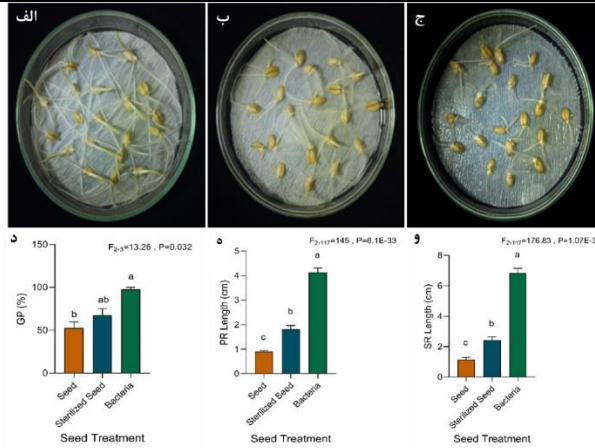 الف
ب
ج
د
F₂,₃=13.26 , P=0.032
150
100
50
0
GP (%)
b
ab
a
Seed
Sterilized Seed
Bacteria
Seed Treatment
ه
F₂,₁₁₇=145 , P=6.1E-33
5
4
3
2
1
0
PR Length (cm)
c
b
a
Seed
Sterilized Seed
Bacteria
Seed Treatment
و
F₂,₁₁₇=176.83, P=1.07E-3
8
6
4
2
0
SR Length (cm)
c
b
a
Seed
Sterilized Seed
Bacteria
Seed Treatment